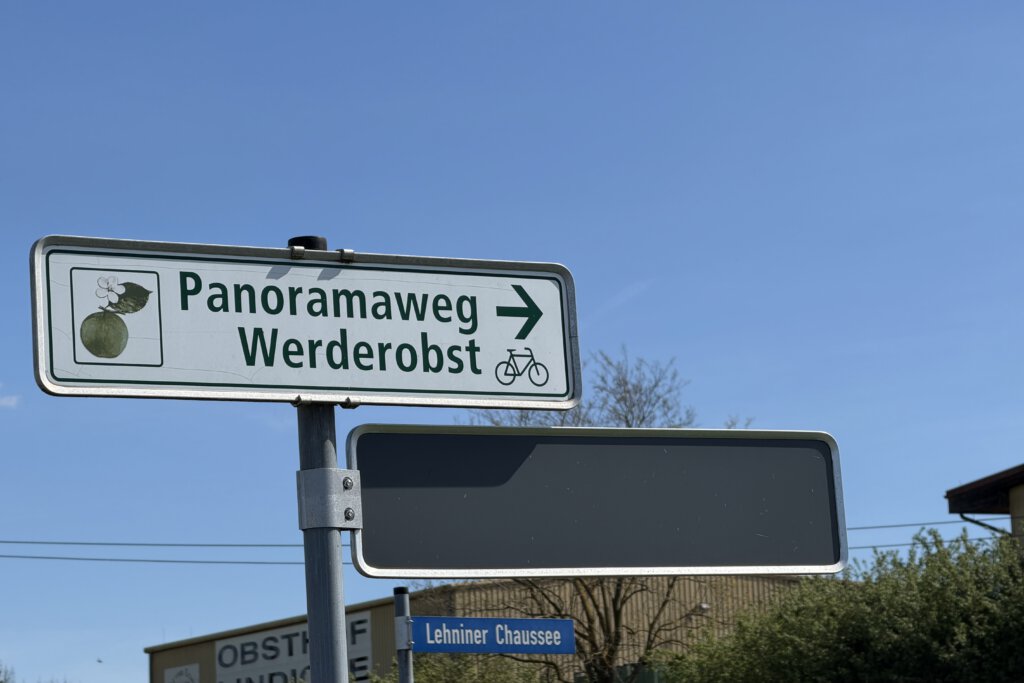 Panoramaweg
Werderobst
Lehniner Chaussee